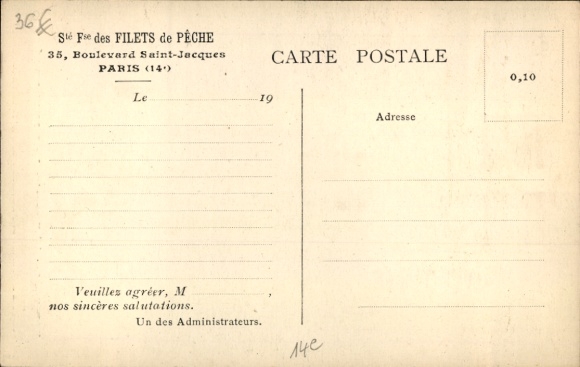 36
Sté Fse des FILETS de PÊCHE
35, Boulevard Saint-Jacques
PARIS (14e)
CARTE POSTALE
0,10
Le 19
Adresse
Veuillez agréer, M ,
nos sincères salutations.
Un des Administrateurs.
14e